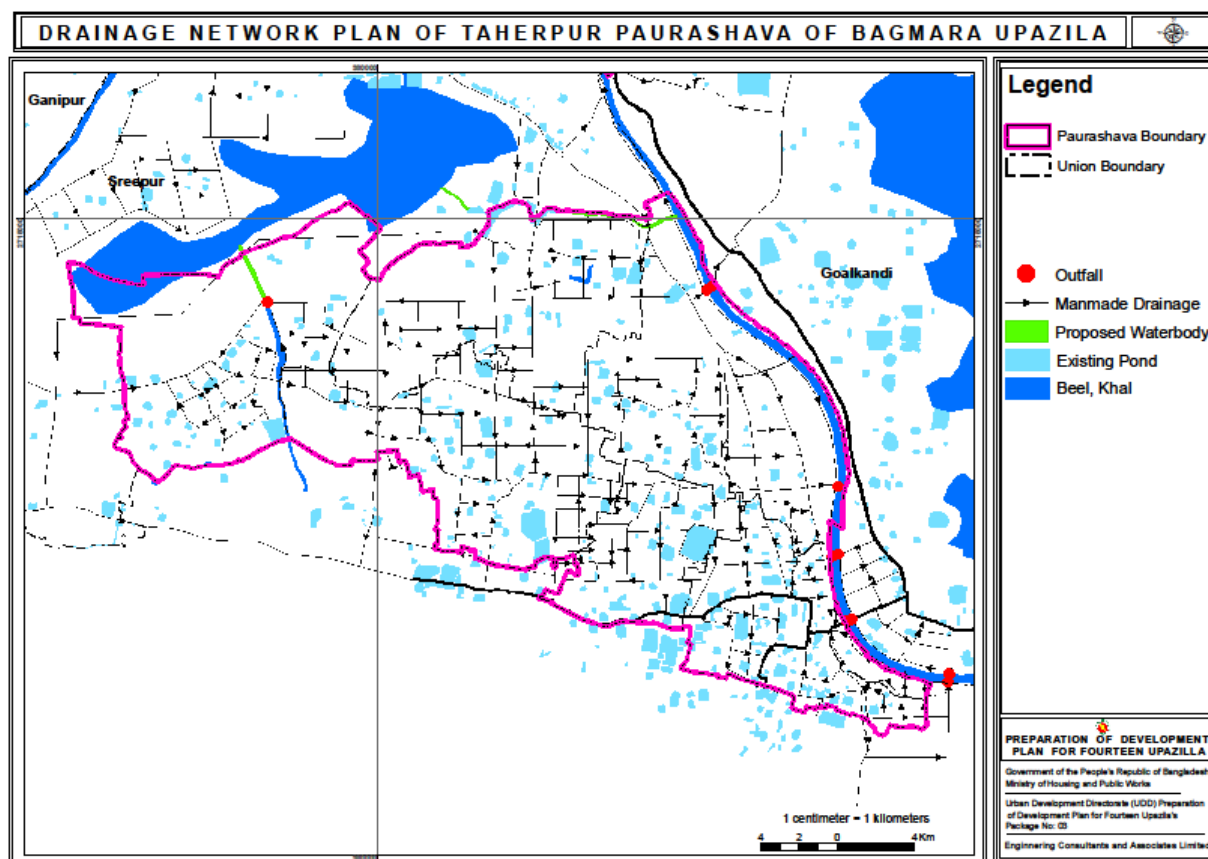 DRAINAGE NETWORK PLAN OF TAHERPUR PAURASHAVA OF BAGMARA UPAZILA
Ganipur
Sreepur
Goalkandi
1 centimeter = 1 kilometers
4 2 0 4 Km
Legend
Paurashava Boundary
Union Boundary
Outfall
Manmade Drainage
Proposed Waterbody
Existing Pond
Beel, Khal
PREPARATION OF DEVELOPMENT
PLAN FOR FOURTEEN UPAZILLA
Government of the People's Republic of Bangladesh
Ministry of Housing and Public Works
Urban Development Directorate (UDD) Preparation
of Development Plan for Fourteen Upazila's
Package No: 03
Enginnering Consultants and Associates Limited